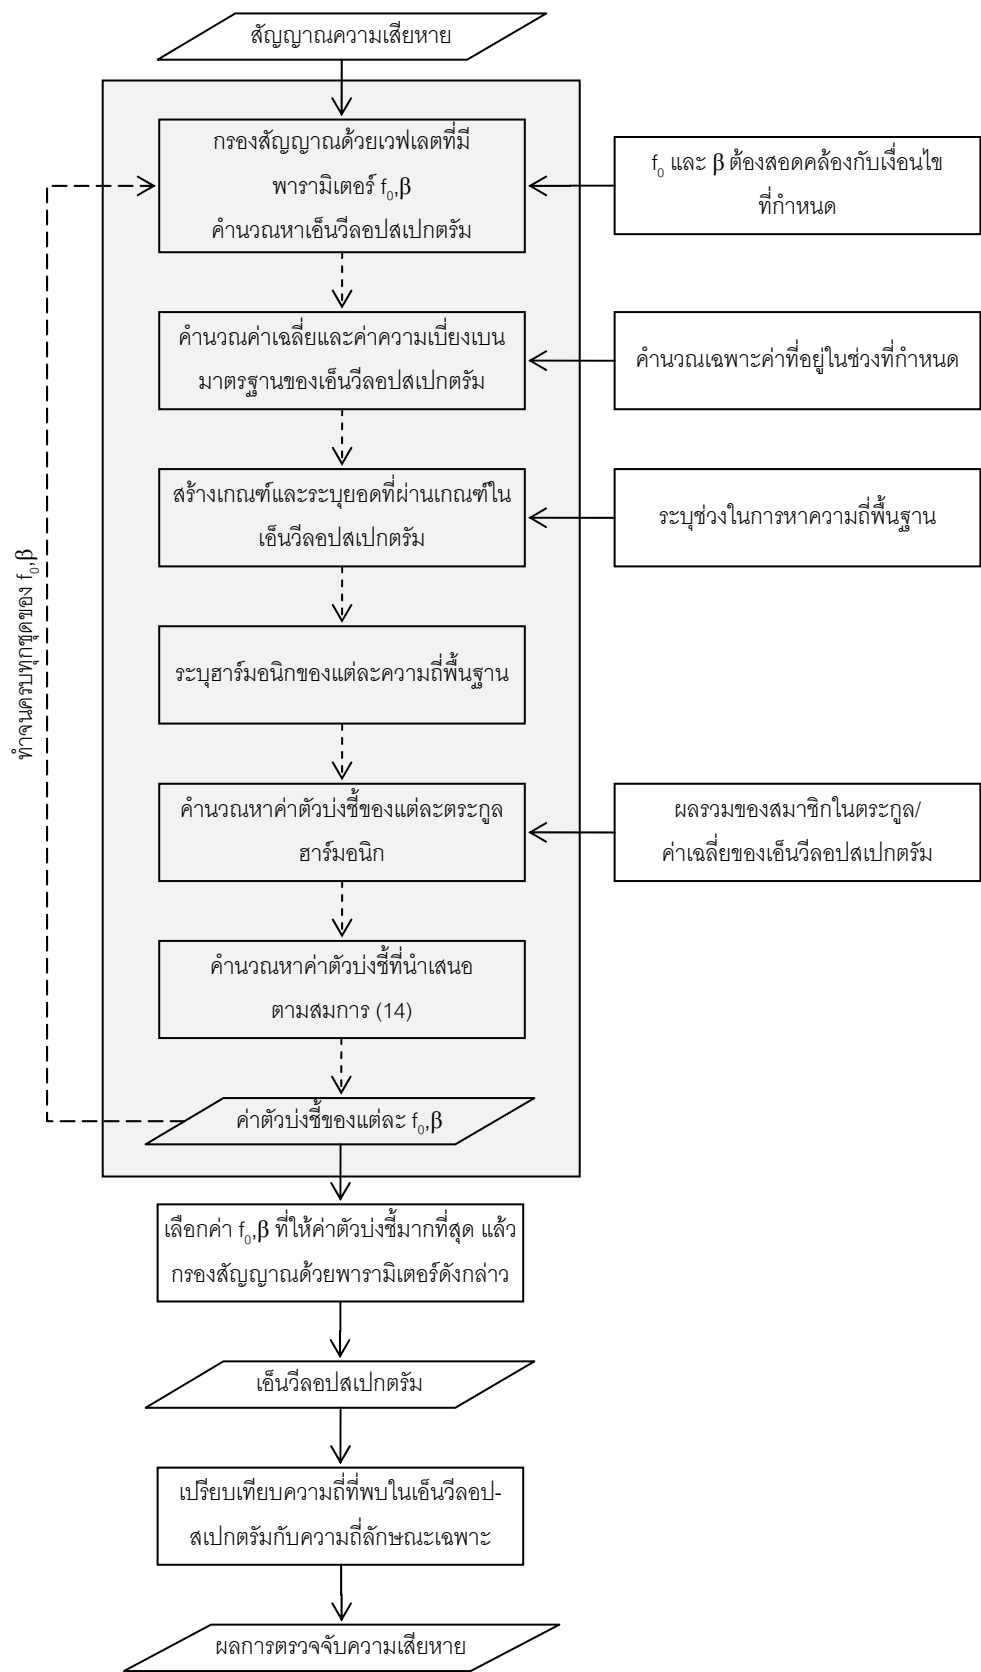 สัญญาณความเสียหาย
กรองสัญญาณด้วยเวฟเลตที่มี
พารามิเตอร์ f₀,β
คำนวณหาเอ็นวีลอปสเปกตรัม
f₀ และ β ต้องสอดคล้องกับเงื่อนไข
ที่กำหนด
คำนวณค่าเฉลี่ยและค่าความเบี่ยงเบน
มาตรฐานของเอ็นวีลอปสเปกตรัม
คำนวณเฉพาะค่าที่อยู่ในช่วงที่กำหนด
สร้างเกณฑ์และระบุยอดที่ผ่านเกณฑ์ใน
เอ็นวีลอปสเปกตรัม
ระบุช่วงในการหาความถี่พื้นฐาน
ทำจนครบทุกชุดของ f₀,β
ระบุฮาร์มอนิกของแต่ละความถี่พื้นฐาน
คำนวณหาค่าตัวบ่งชี้ของแต่ละตระกูล
ฮาร์มอนิก
ผลรวมของสมาชิกในตระกูล/
ค่าเฉลี่ยของเอ็นวีลอปสเปกตรัม
คำนวณหาค่าตัวบ่งชี้ที่นำเสนอ
ตามสมการ (14)
ค่าตัวบ่งชี้ของแต่ละ f₀,β
เลือกค่า f₀,β ที่ให้ค่าตัวบ่งชี้มากที่สุด แล้ว
กรองสัญญาณด้วยพารามิเตอร์ดังกล่าว
เอ็นวีลอปสเปกตรัม
เปรียบเทียบความถี่ที่พบในเอ็นวีลอป-
สเปกตรัมกับความถี่ลักษณะเฉพาะ
ผลการตรวจจับความเสียหาย